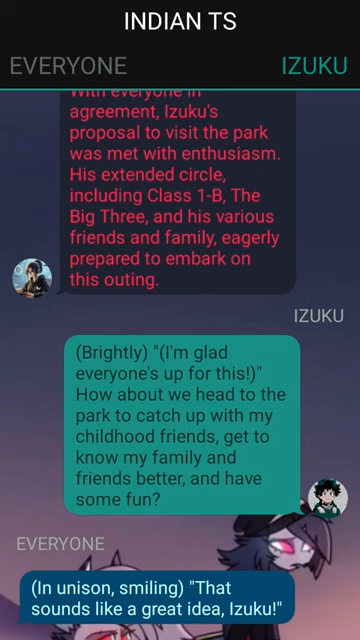 INDIAN TS
EVERYONE IZUKU
With everyone in
agreement, Izuku's
proposal to visit the park
was met with enthusiasm.
His extended circle,
including Class 1-B, The
Big Three, and his various
friends and family, eagerly
prepared to embark on
this outing.
IZUKU
(Brightly) "(I'm glad
everyone's up for this!)"
How about we head to the
park to catch up with my
childhood friends, get to
know my family and
friends better, and have
some fun?
EVERYONE
(In unison, smiling) "That
sounds like a great idea, Izuku!"